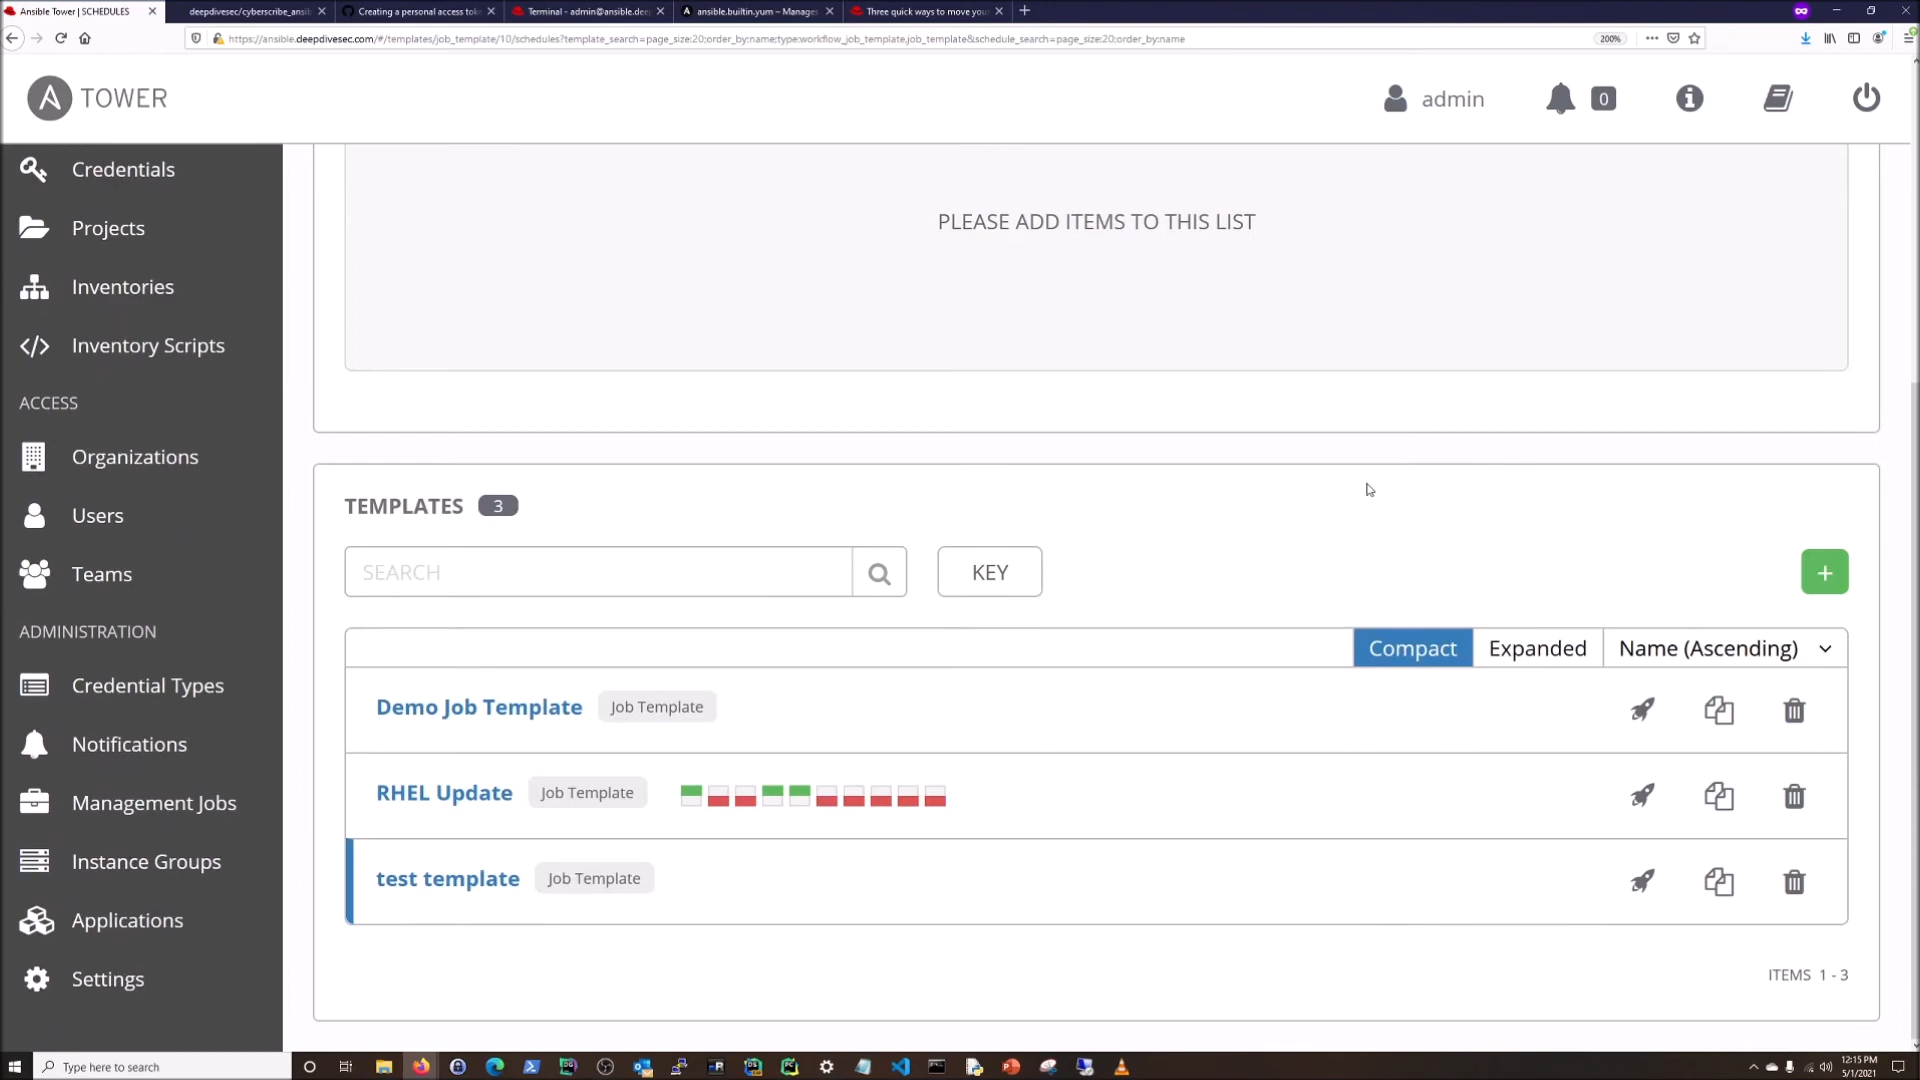 Ansible Tower | SCHEDULES
deepdivesec/cyberscribe_ansi
Creating a personal access tok
Terminal - admin@ansible.dee
ansible.builtin.yum – Manages
Three quick ways to move your
https://ansible.deepdivesec.com/#/templates/job_template/10/schedules?template_search=page_size:20;order_by:name;type:workflow_job_template,job_template&schedule_search=page_size:20;order_by:name
200%
TOWER
admin
0
Credentials
Projects
Inventories
Inventory Scripts
ACCESS
Organizations
Users
Teams
ADMINISTRATION
Credential Types
Notifications
Management Jobs
Instance Groups
Applications
Settings
PLEASE ADD ITEMS TO THIS LIST
TEMPLATES 3
SEARCH
KEY
+
Compact Expanded Name (Ascending)
Demo Job Template Job Template
RHEL Update Job Template
test template Job Template
ITEMS 1 - 3
Type here to search
12:15 PM
5/1/2021